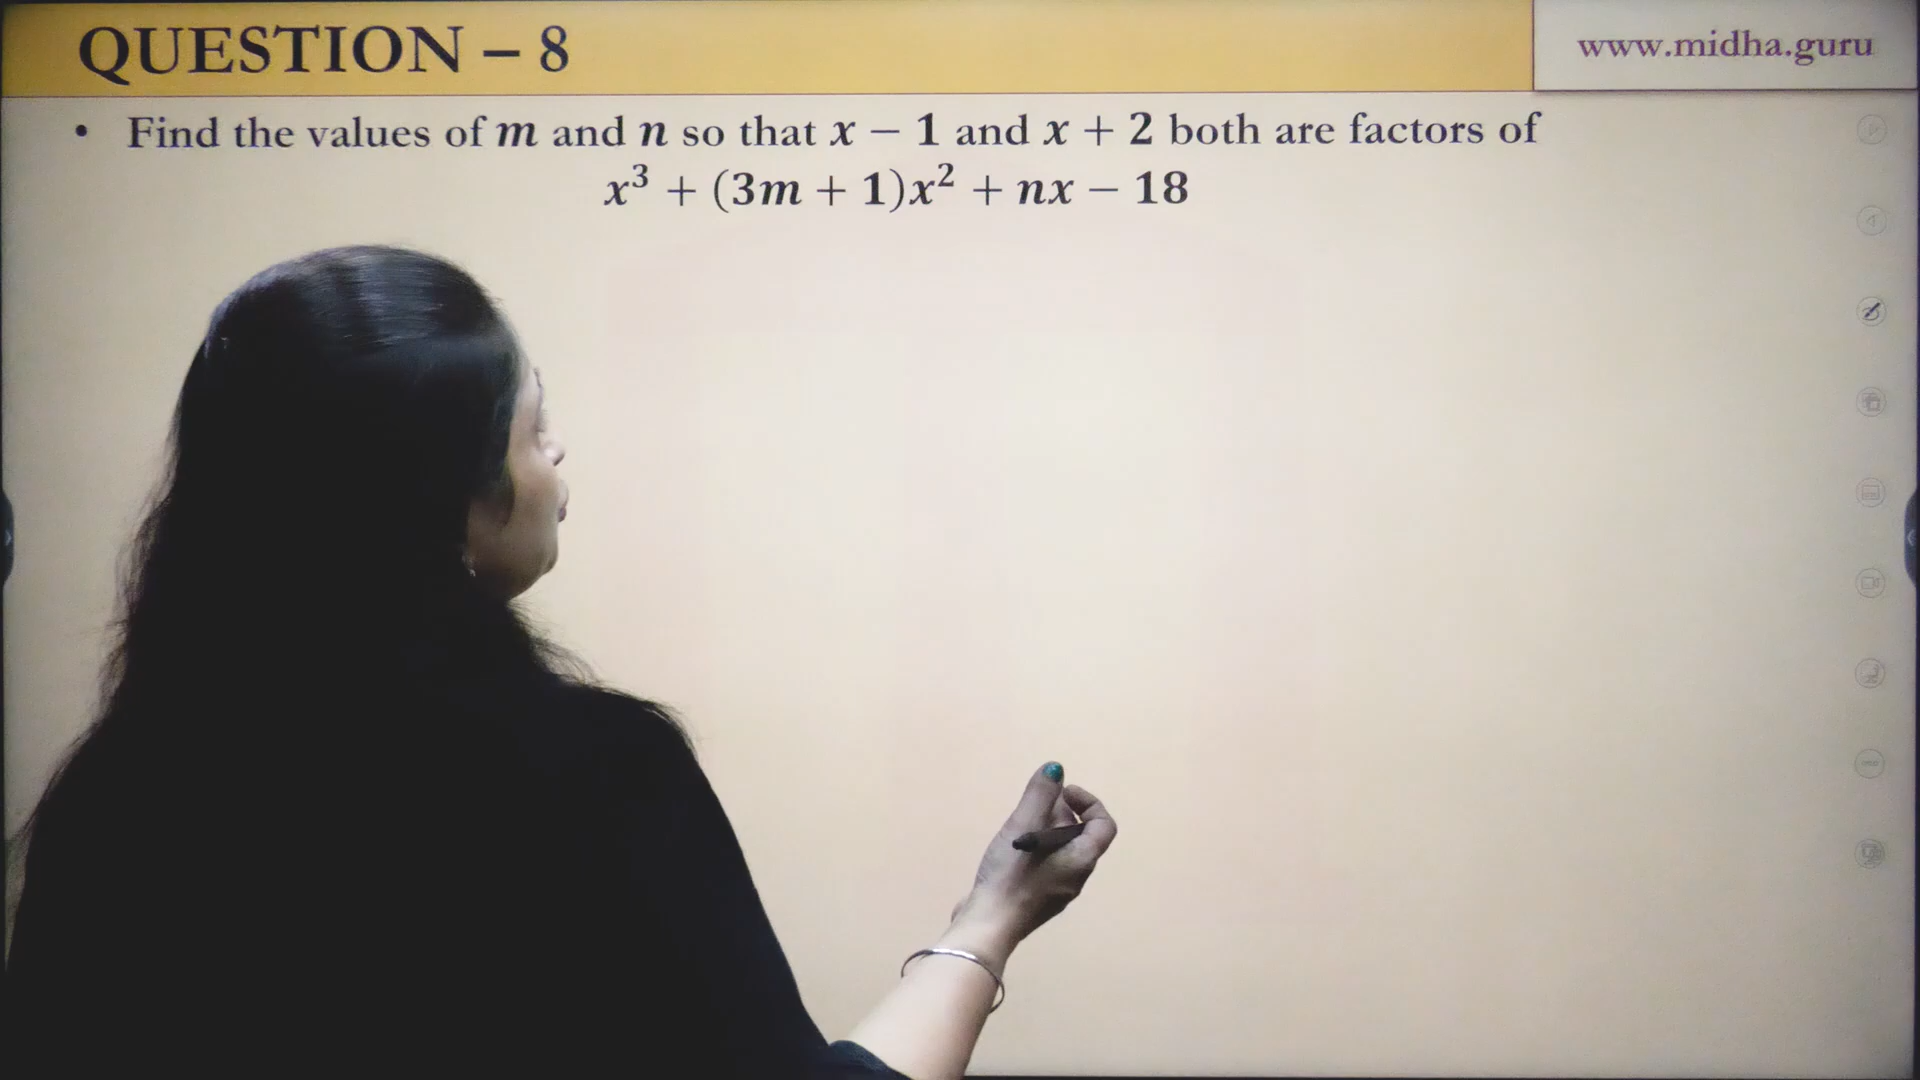 QUESTION – 8
www.midha.guru
• Find the values of m and n so that x − 1 and x + 2 both are factors of
x³ + (3m + 1)x² + nx − 18